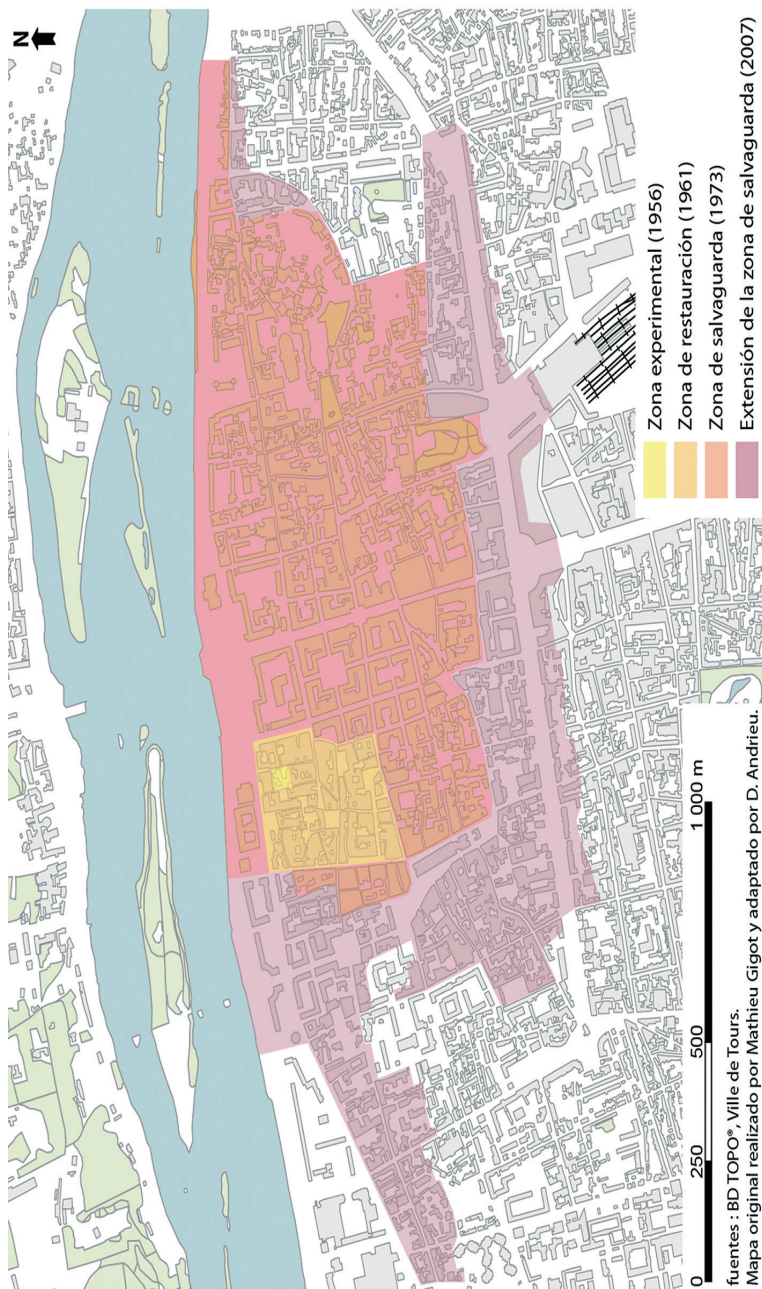 N
Zona experimental (1956)
Zona de restauración (1961)
Zona de salvaguarda (1973)
Extensión de la zona de salvaguarda (2007)
0 250 500 1 000 m
fuentes : BD TOPO®, Ville de Tours.
Mapa original realizado por Mathieu Gigot y adaptado por D. Andrieu.